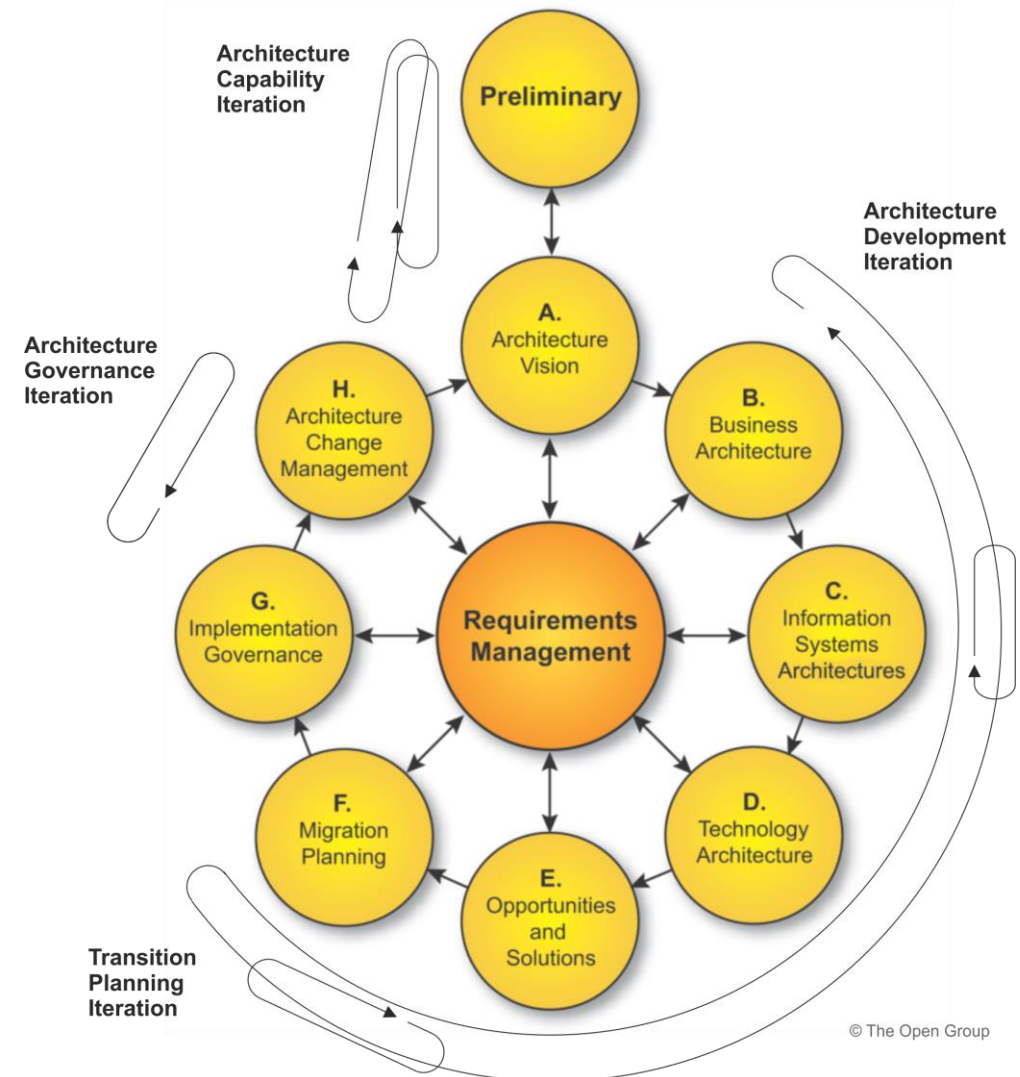 Architecture
Capability
Iteration
Preliminary
Architecture
Development
Iteration
A.
Architecture
Vision
Architecture
Governance
Iteration
H.
Architecture
Change
Management
B.
Business
Architecture
G.
Implementation
Governance
Requirements
Management
C.
Information
Systems
Architectures
F.
Migration
Planning
D.
Technology
Architecture
E.
Opportunities
and
Solutions
Transition
Planning
Iteration
© The Open Group